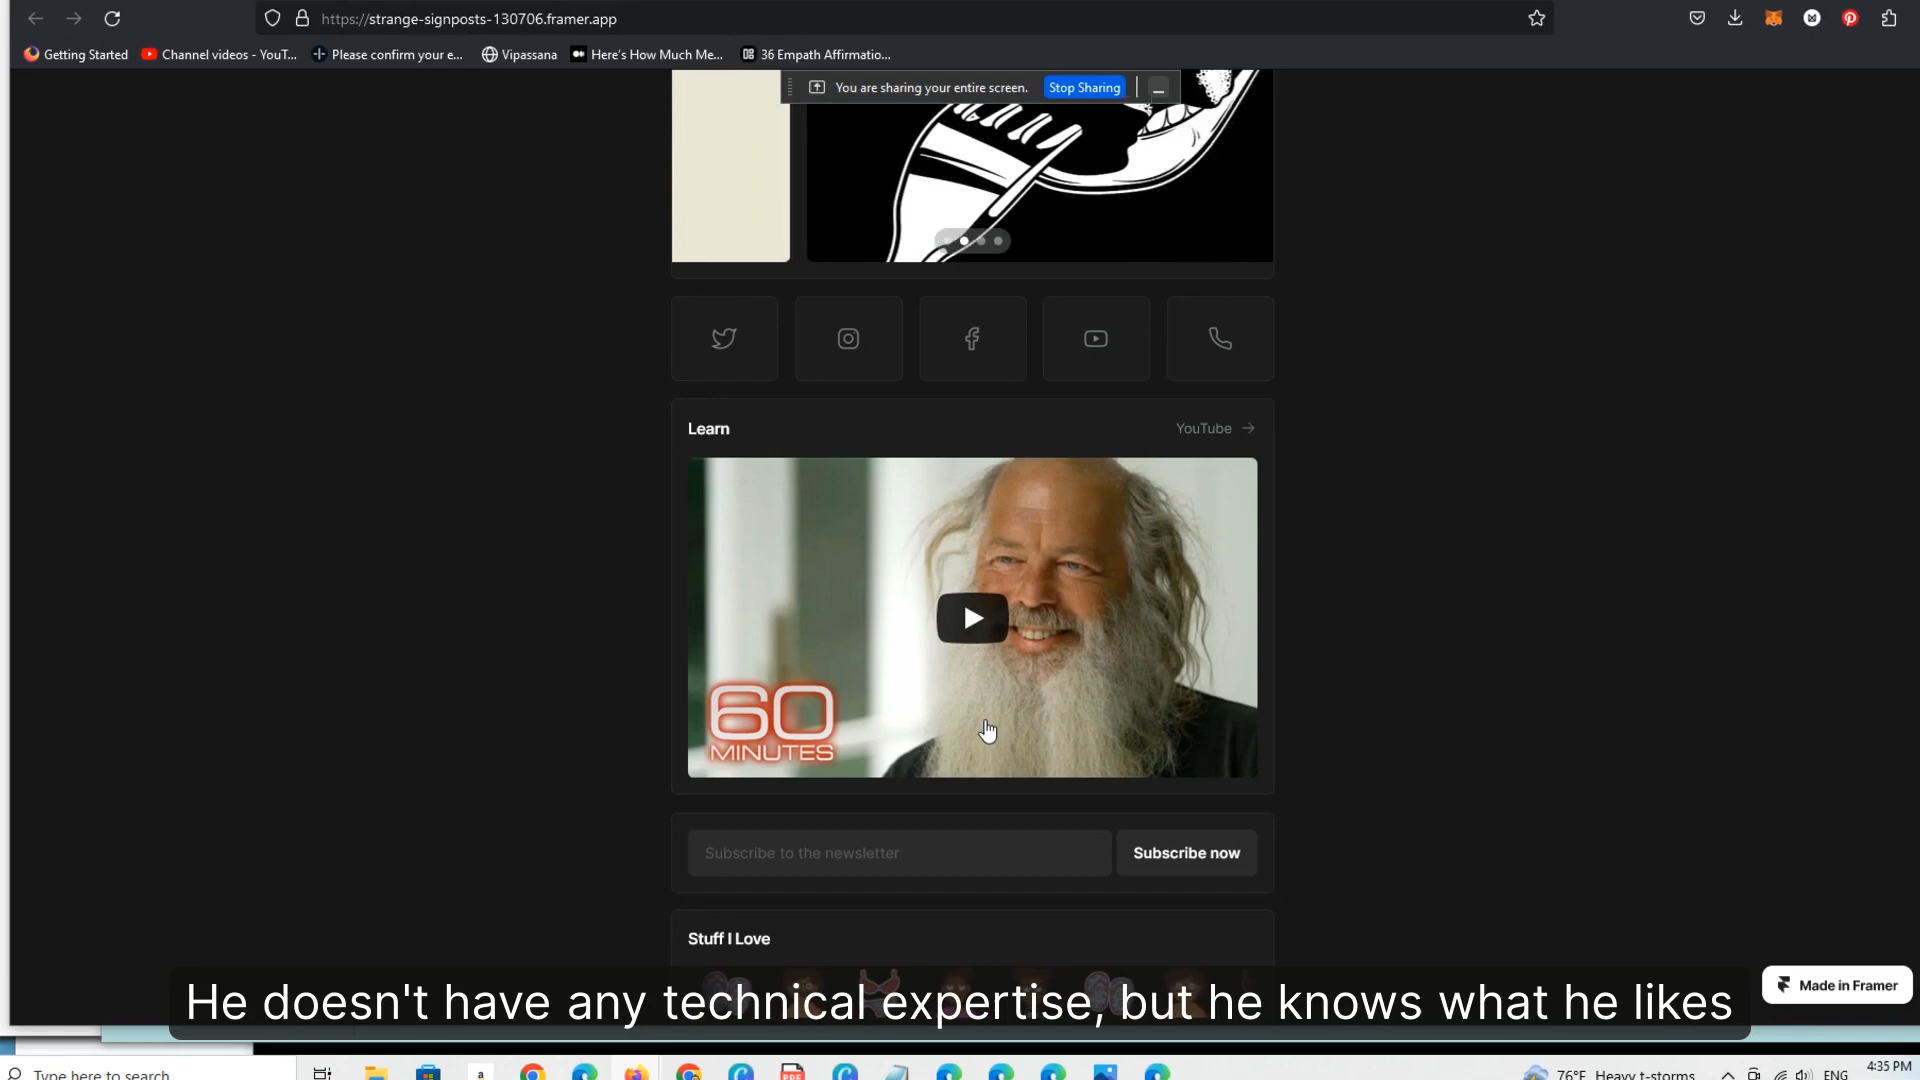 https://strange-signposts-130706.framer.app
Getting Started
Channel videos - YouT...
Please confirm your e...
Vipassana
Here's How Much Me...
36 Empath Affirmatio...
You are sharing your entire screen.
Stop Sharing
Learn
YouTube
60
MINUTES
Subscribe to the newsletter
Subscribe now
Stuff I Love
He doesn't have any technical expertise, but he knows what he likes
Made in Framer
Type here to search
a
PRF
76°F Heavy t-storms
ENG
4:35 PM